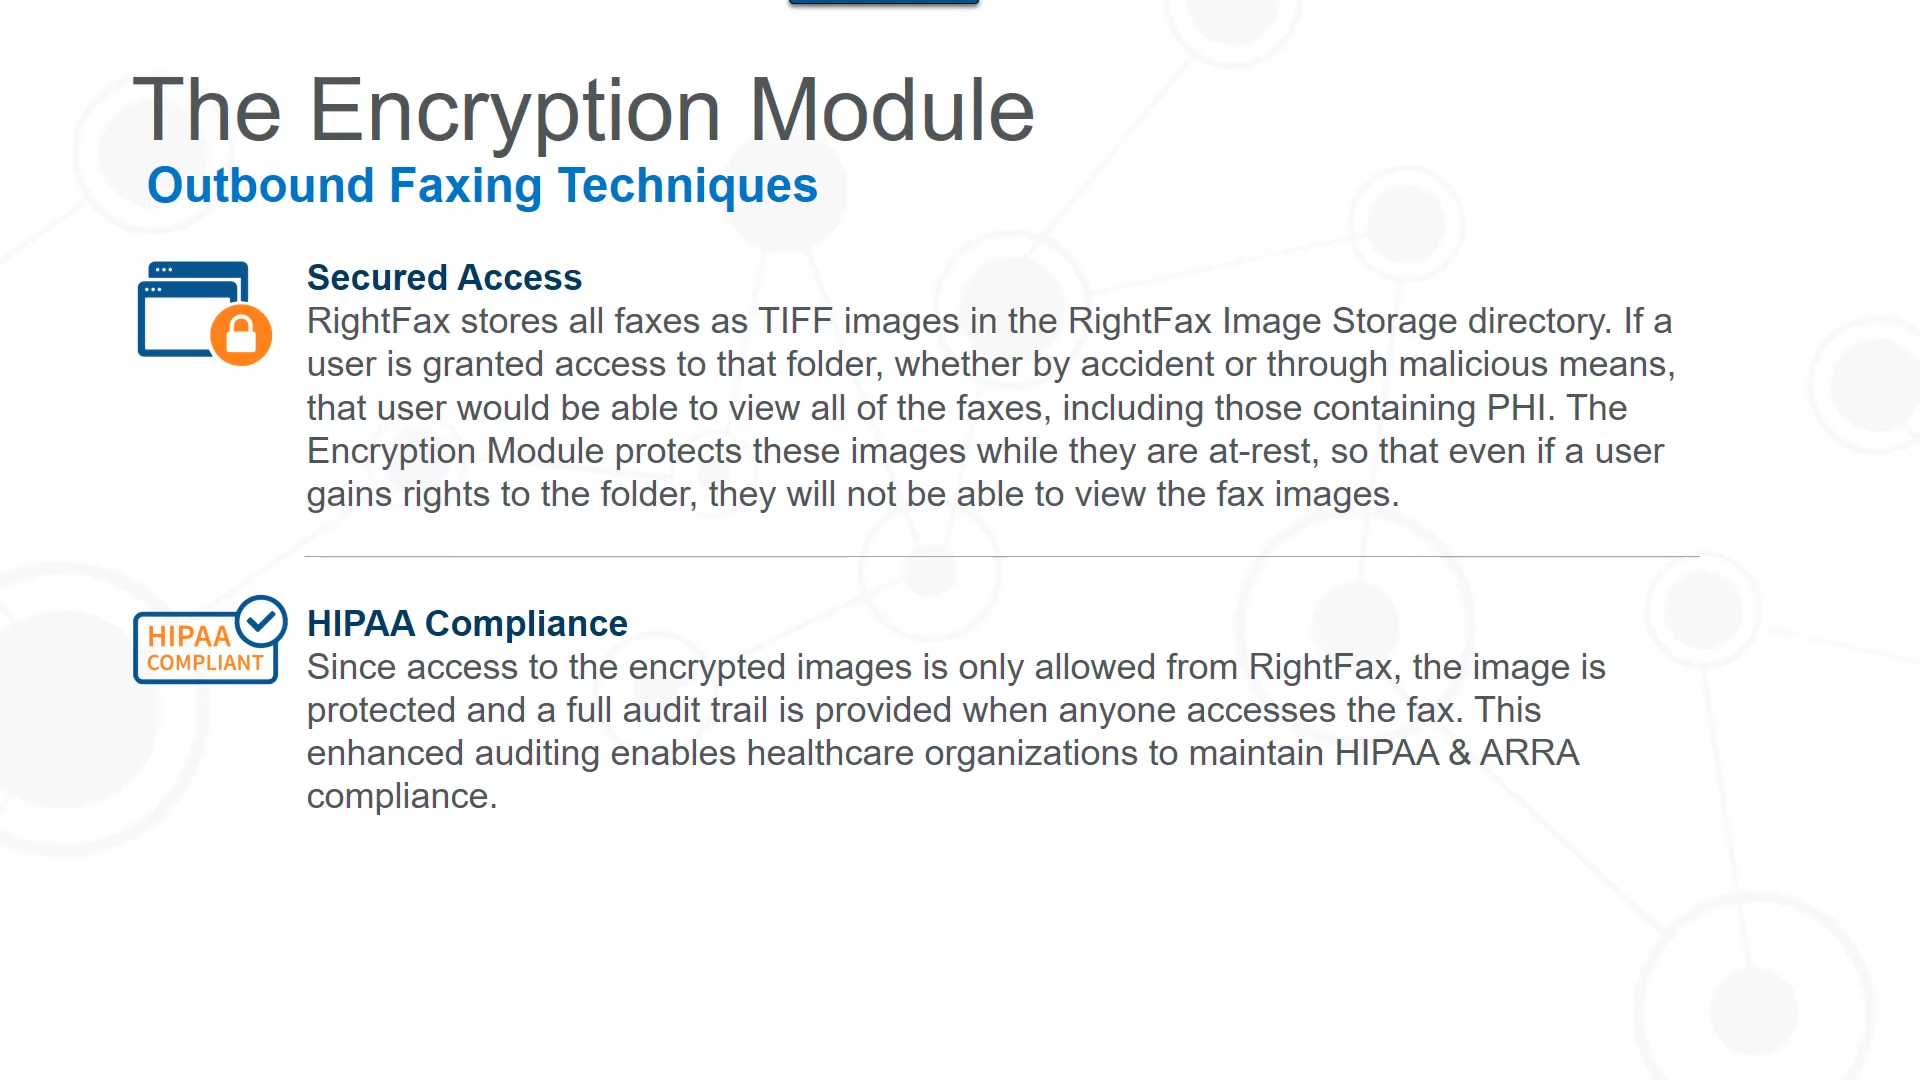 The Encryption Module
Outbound Faxing Techniques
Secured Access
RightFax stores all faxes as TIFF images in the RightFax Image Storage directory. If a
user is granted access to that folder, whether by accident or through malicious means,
that user would be able to view all of the faxes, including those containing PHI. The
Encryption Module protects these images while they are at-rest, so that even if a user
gains rights to the folder, they will not be able to view the fax images.
HIPAA
COMPLIANT
HIPAA Compliance
Since access to the encrypted images is only allowed from RightFax, the image is
protected and a full audit trail is provided when anyone accesses the fax. This
enhanced auditing enables healthcare organizations to maintain HIPAA & ARRA
compliance.